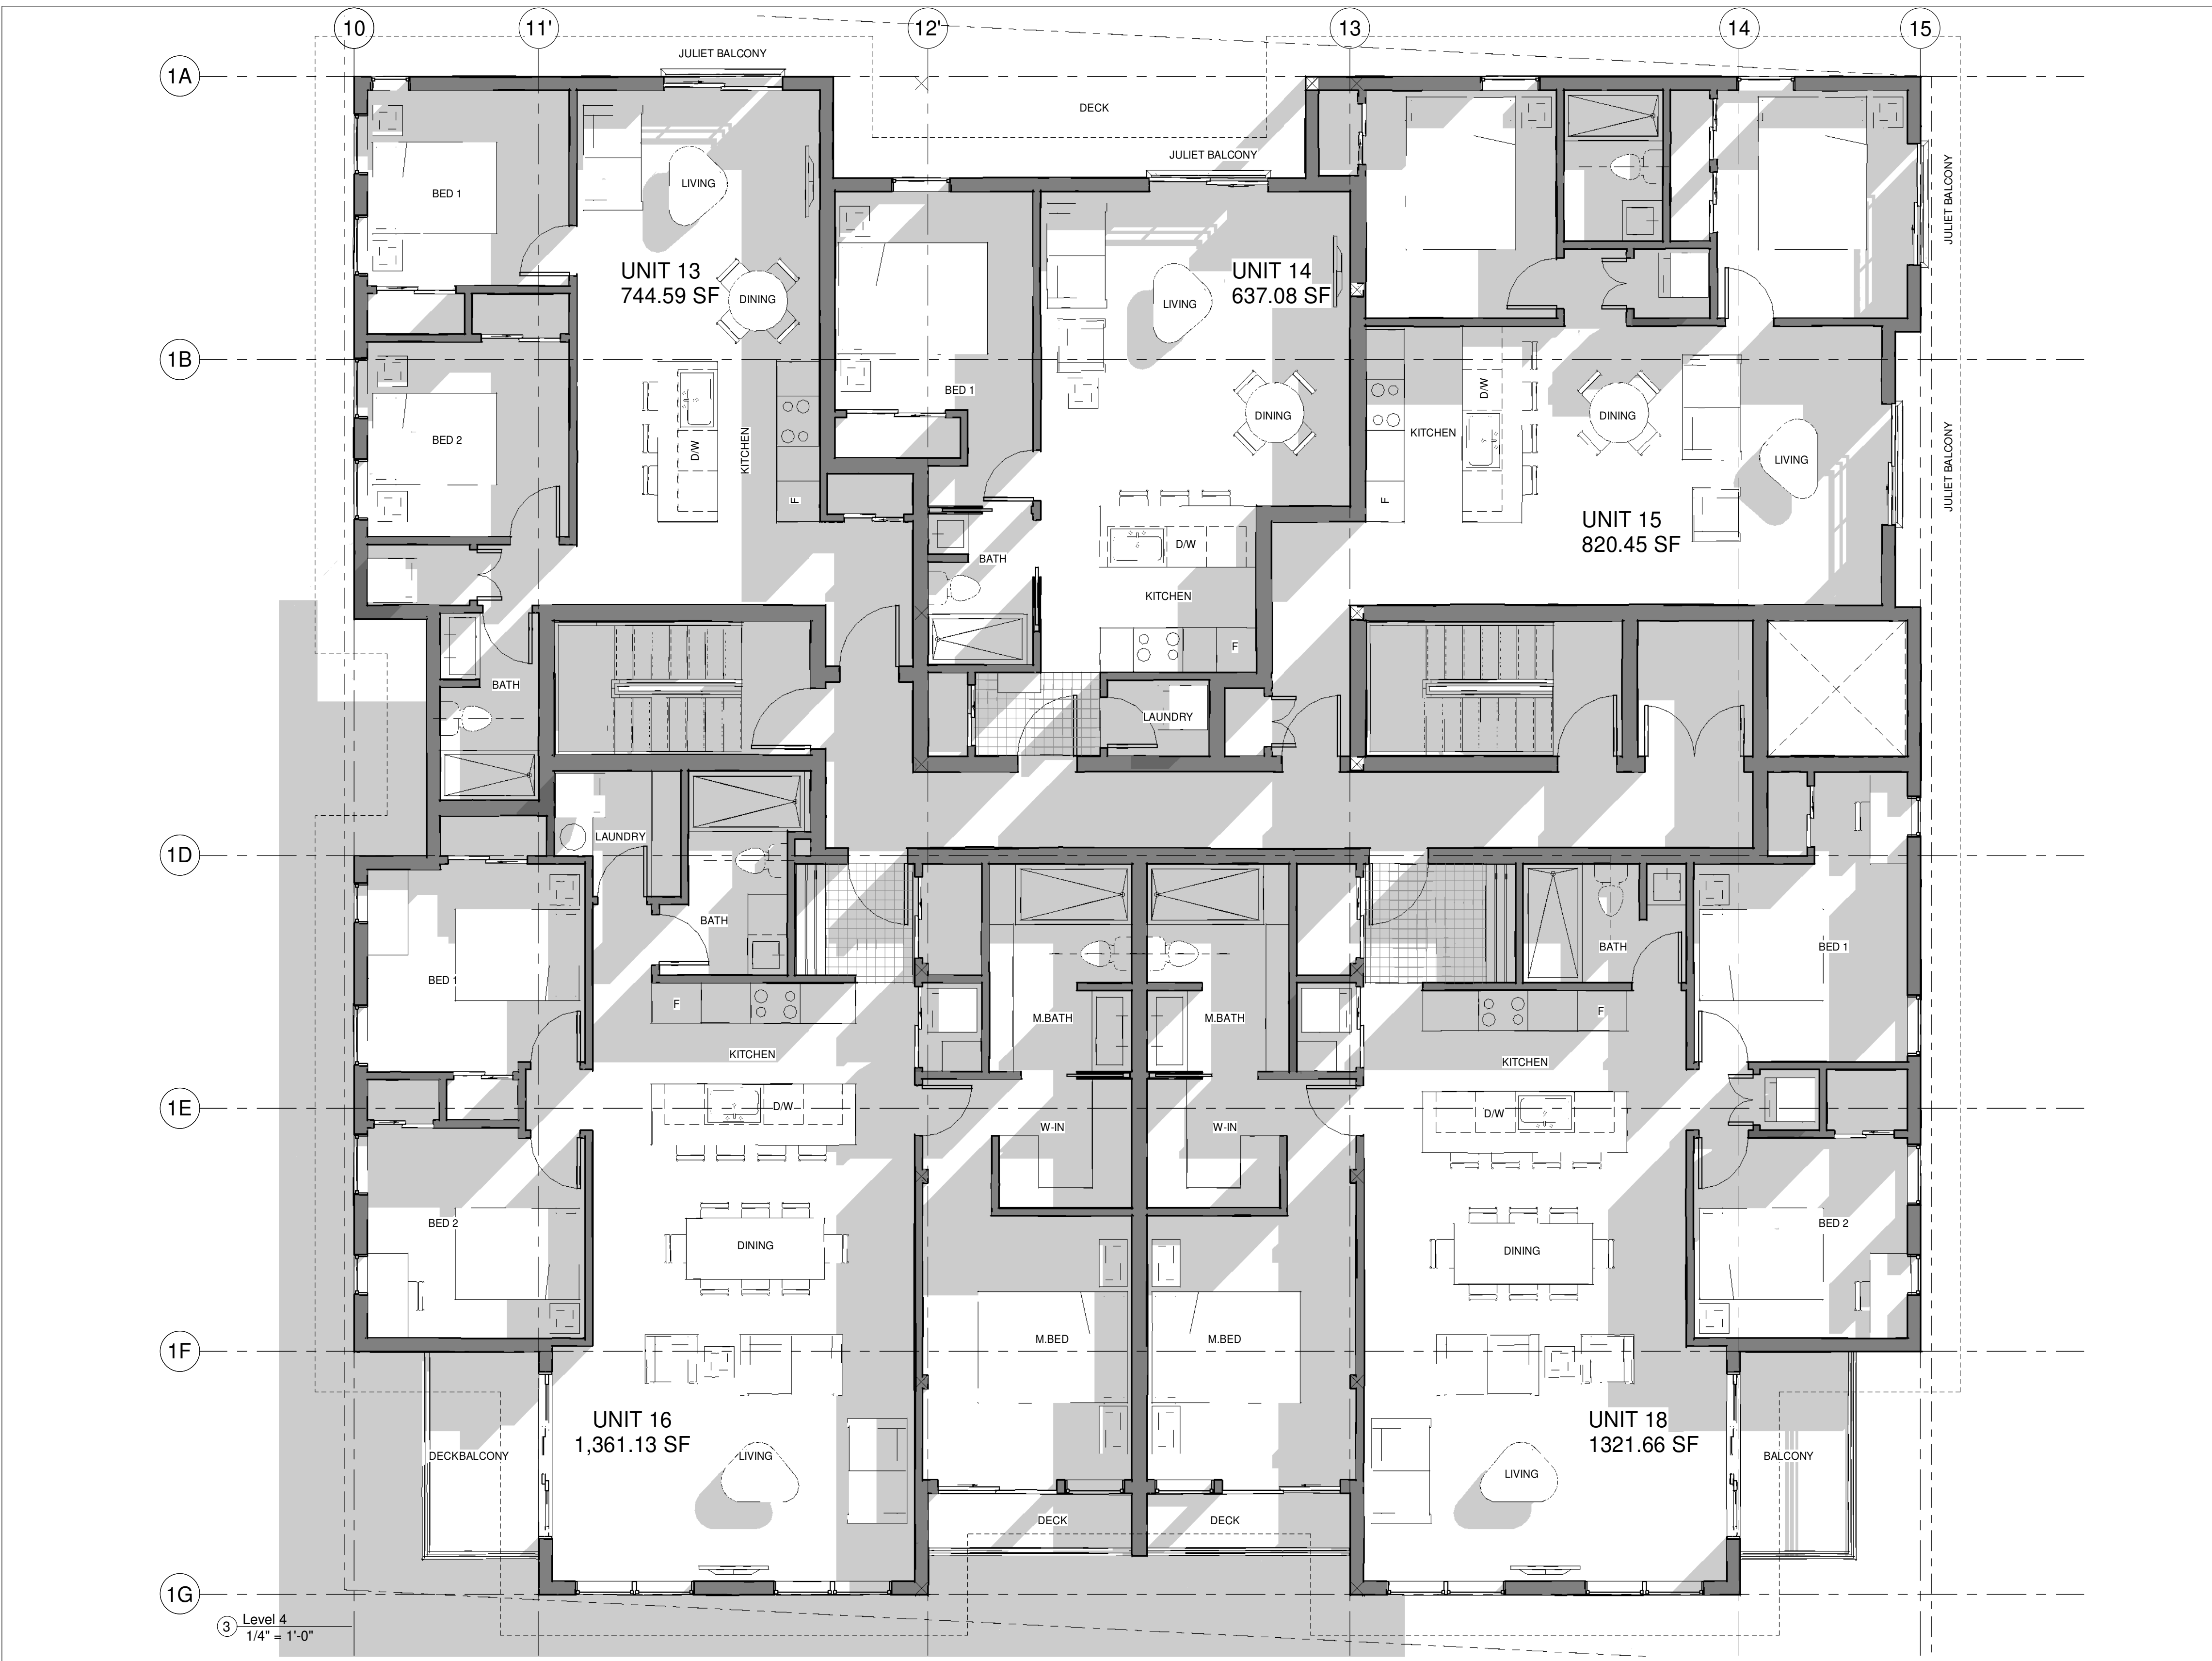 10
11'
12'
13
14
15
1A
JULIET BALCONY
DECK
JULIET BALCONY
JULIET BALCONY
BED 1
LIVING
UNIT 13
744.59 SF
DINING
LIVING
UNIT 14
637.08 SF
1B
BED 1
DINING
D/W
DINING
KITCHEN
LIVING
JULIET BALCONY
BED 2
D/W
KITCHEN
F
F
UNIT 15
820.45 SF
BATH
D/W
KITCHEN
F
BATH
LAUNDRY
LAUNDRY
1D
BATH
BATH
BED 1
BED 1
F
M.BATH
M.BATH
F
KITCHEN
KITCHEN
1E
D/W
W-IN
W-IN
D/W
BED 2
DINING
DINING
BED 2
M.BED
M.BED
1F
UNIT 16
1,361.13 SF
UNIT 18
1321.66 SF
DECKBALCONY
LIVING
LIVING
BALCONY
DECK
DECK
1G
3
Level 4
1/4" = 1'-0"